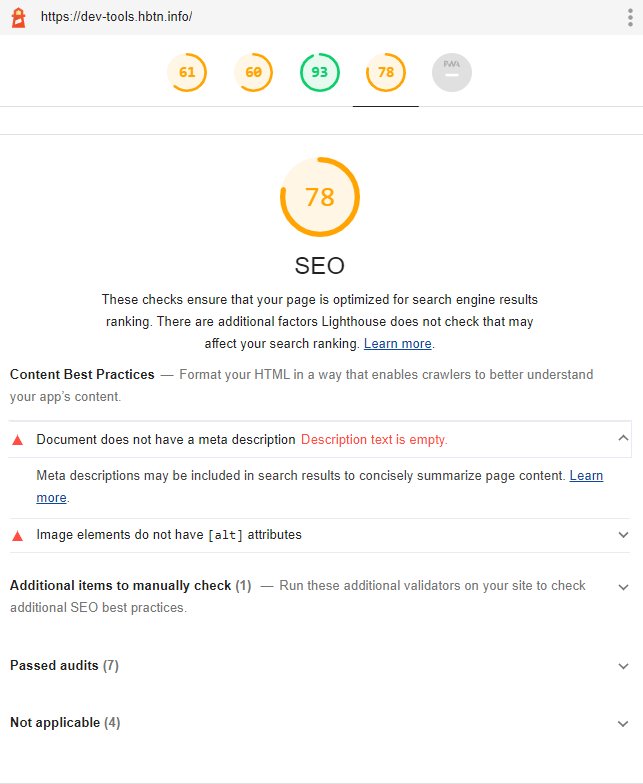 https://dev-tools.hbtn.info/
61 60 93 78 PWA
78
SEO
These checks ensure that your page is optimized for search engine results
ranking. There are additional factors Lighthouse does not check that may
affect your search ranking. Learn more.
Content Best Practices — Format your HTML in a way that enables crawlers to better understand
your app's content.
Document does not have a meta description Description text is empty.
Meta descriptions may be included in search results to concisely summarize page content. Learn
more.
Image elements do not have [alt] attributes
Additional items to manually check (1) — Run these additional validators on your site to check
additional SEO best practices.
Passed audits (7)
Not applicable (4)